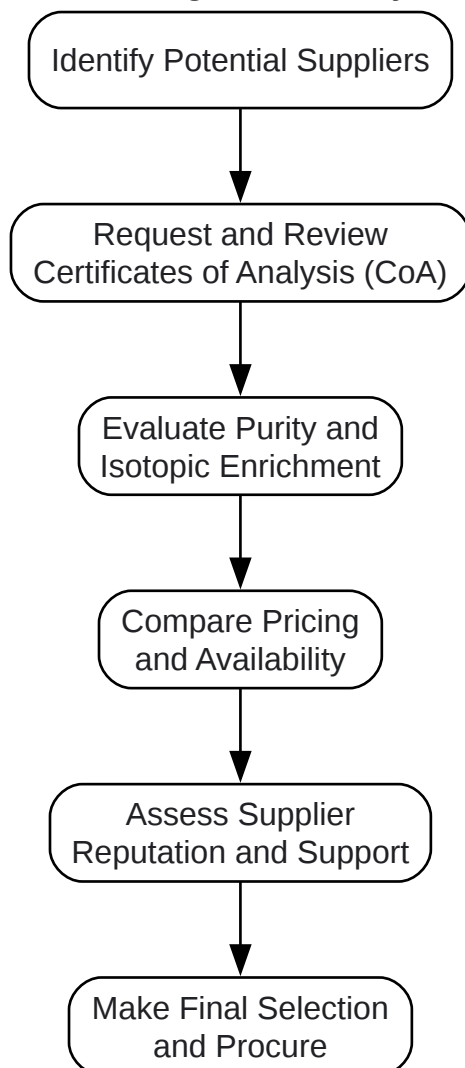 Identify Potential Suppliers
Request and Review
Certificates of Analysis (CoA)
Evaluate Purity and
Isotopic Enrichment
Compare Pricing
and Availability
Assess Supplier
Reputation and Support
Make Final Selection
and Procure